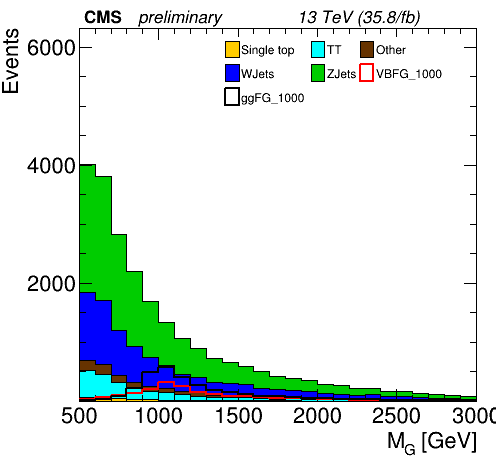 CMS preliminary 13 TeV (35.8/fb)
Events
6000
4000
2000
Single top TT Other
WJets ZJets VBFG_1000
ggFG_1000
500 1000 1500 2000 2500 3000
M_G [GeV]